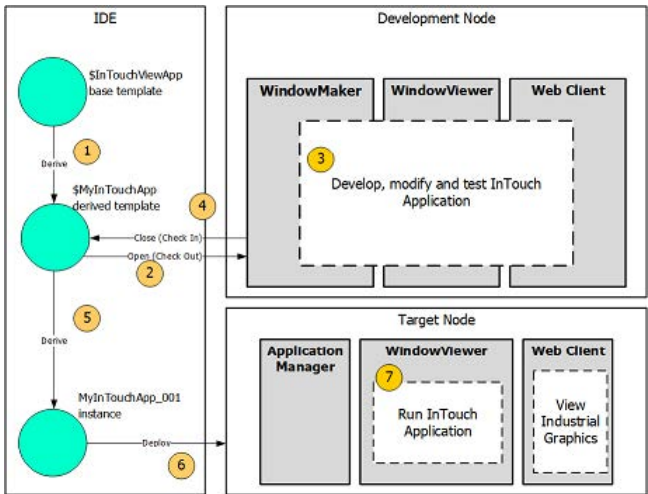 IDE
$InTouchViewApp
base template
1
Derive
$MyInTouchApp
derived template
4
Close (Check In)
Open (Check Out)
2
5
Derive
MyInTouchApp_001
instance
Deploy
6
Development Node
WindowMaker
WindowViewer
Web Client
3
Develop, modify and test InTouch
Application
Target Node
Application
Manager
WindowViewer
7
Run InTouch
Application
Web Client
View
Industrial
Graphics